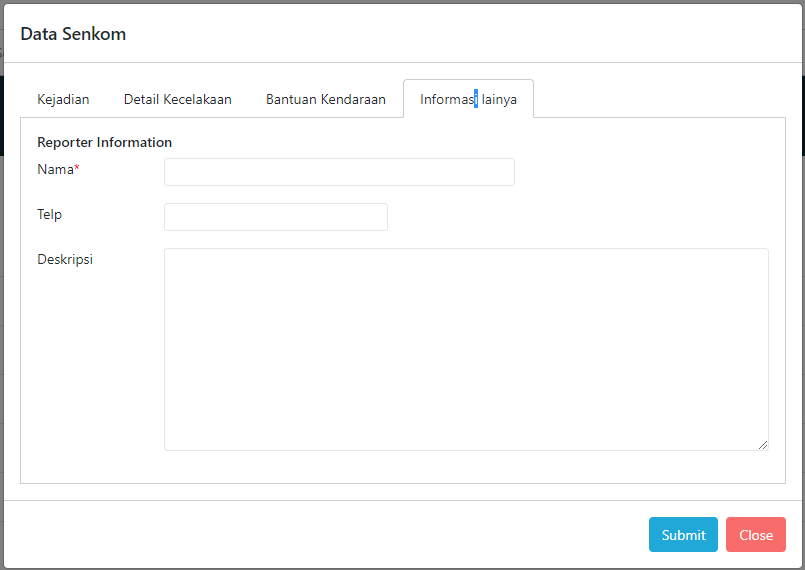 Data Senkom
Kejadian Detail Kecelakaan Bantuan Kendaraan Informasi lainya
Reporter Information
Nama*
Telp
Deskripsi
Submit Close